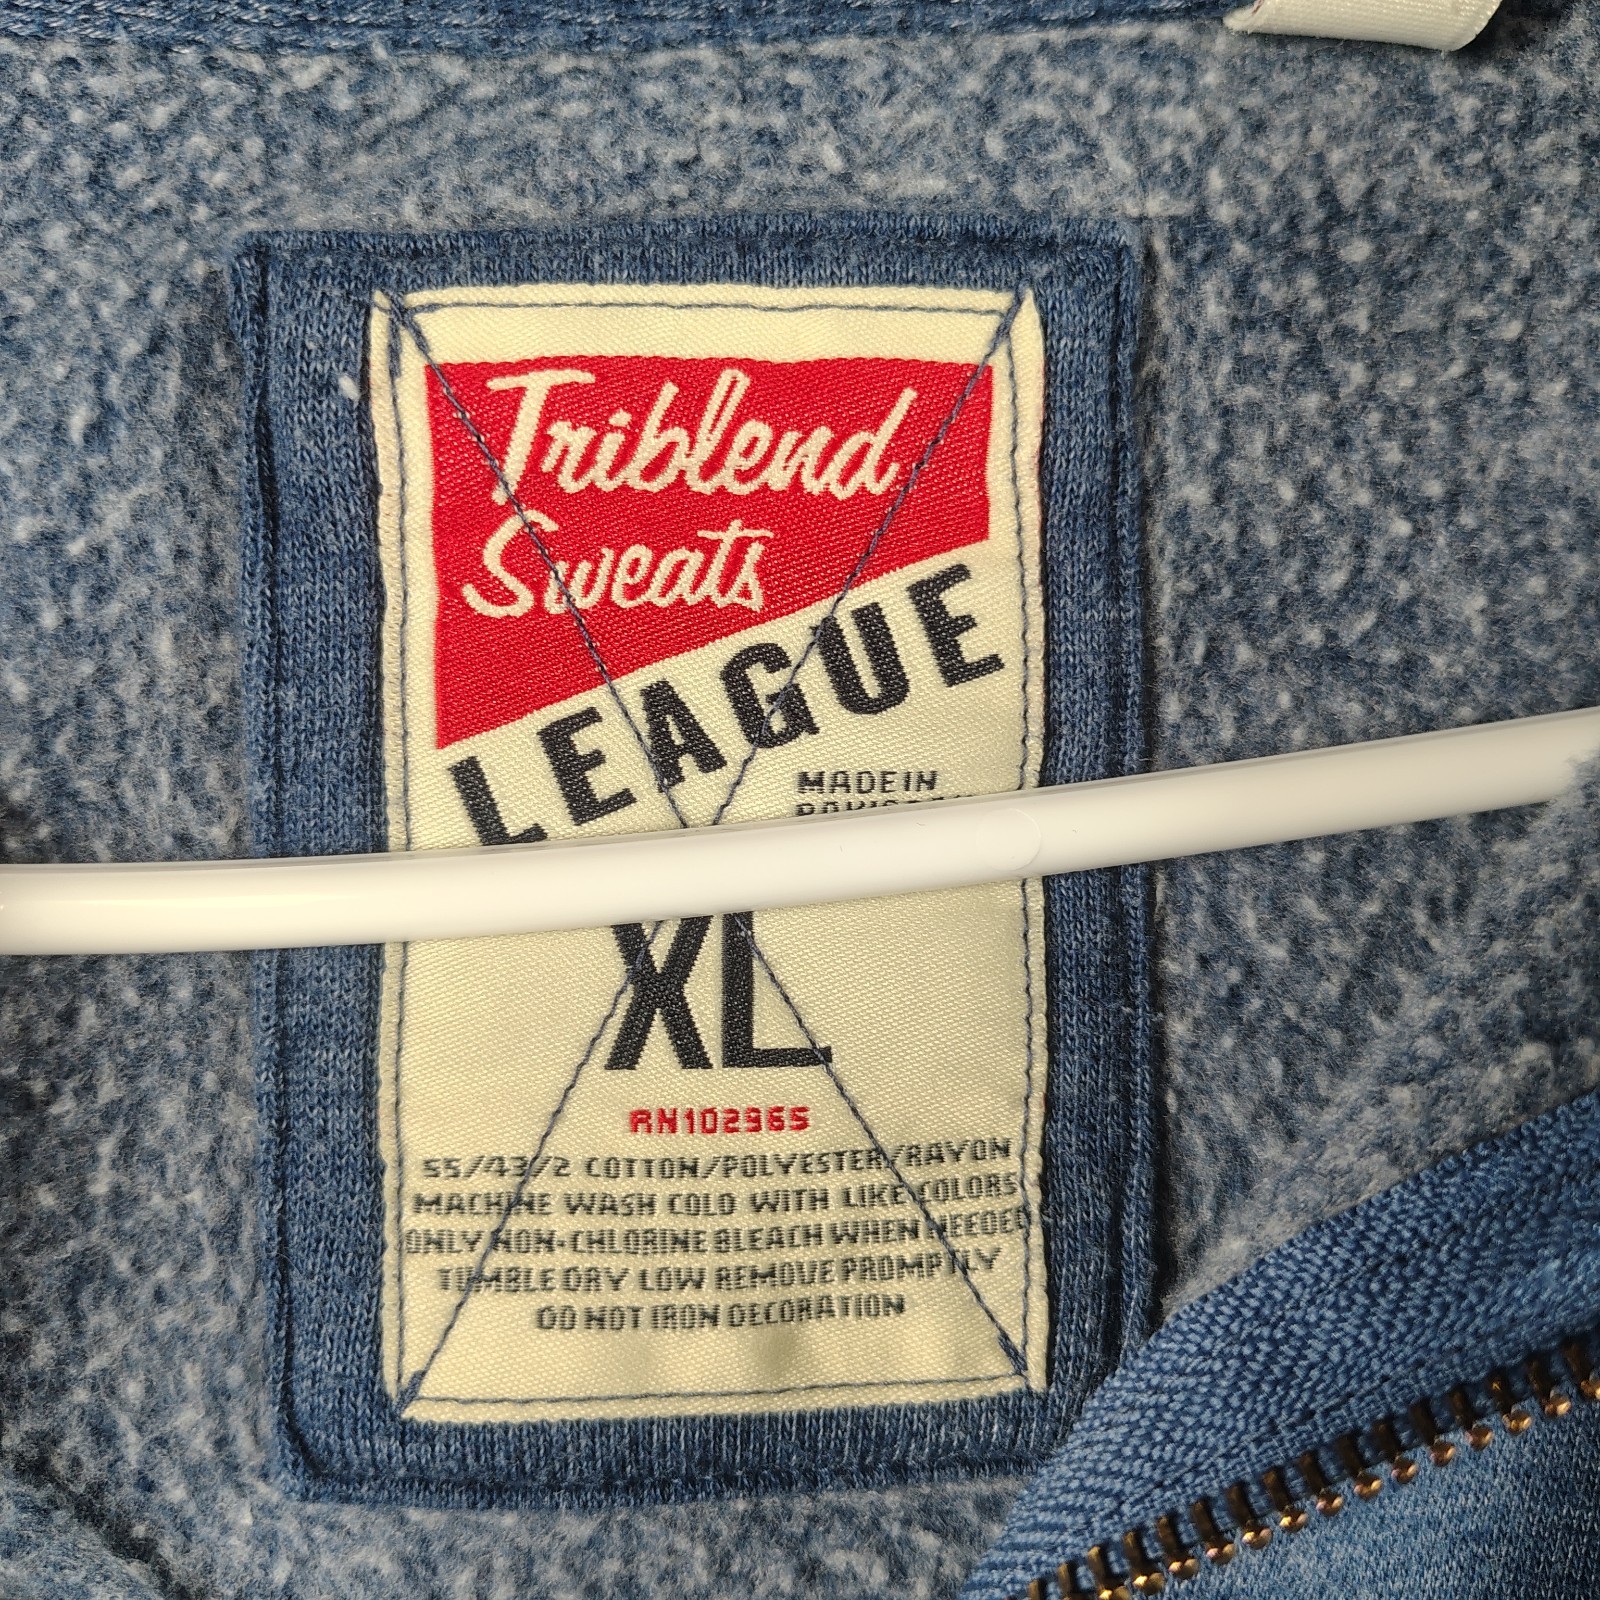 Triblend
Sweats
LEAGUE
MADE IN
XL
RN102965
55/43/2 COTTON/POLYESTER/RAYON
MACHINE WASH COLD WITH LIKE COLORS
ONLY NON-CHLORINE BLEACH WHEN NEEDED
TUMBLE DRY LOW REMOVE PROMPTLY
DO NOT IRON DECORATION